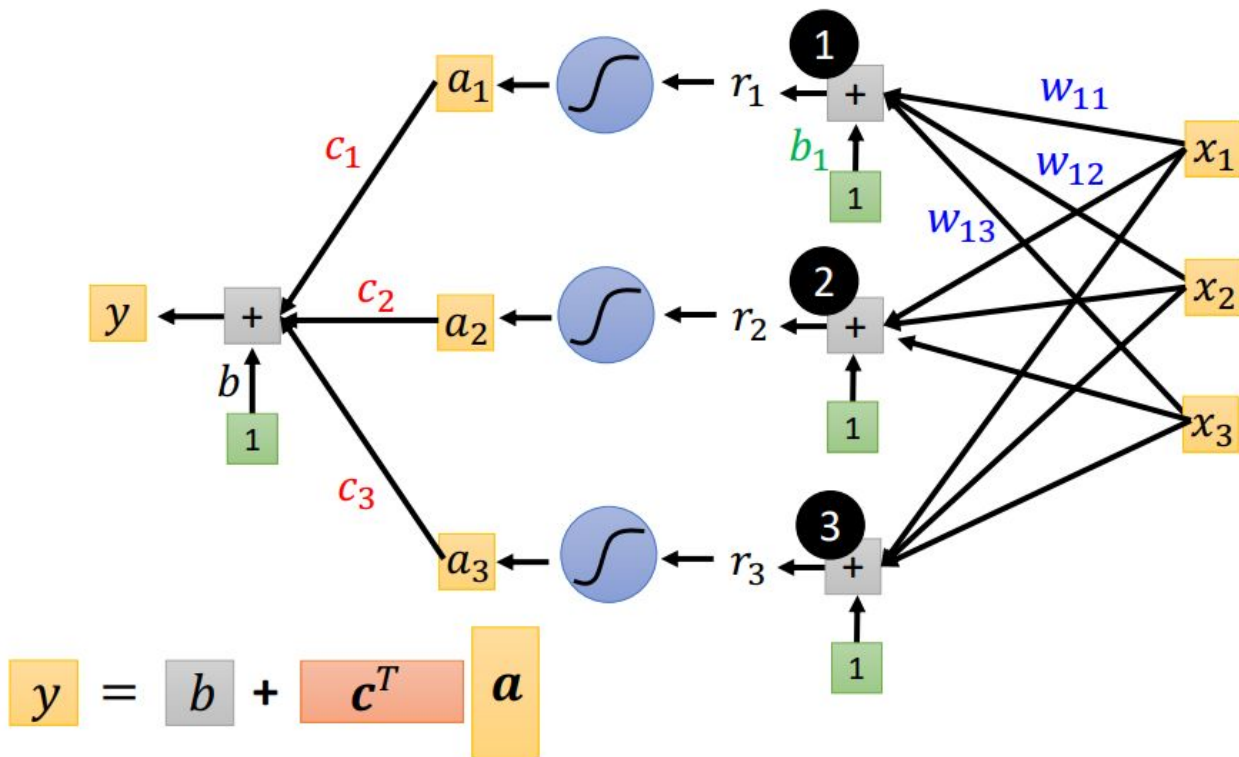 1
a₁ r₁ + w₁₁
c₁ b₁ x₁
1 w₁₂
w₁₃
2
y + c₂ a₂ r₂ + x₂
b
1 1 x₃
c₃ 3
a₃ r₃ +
1
y = b + cᵀ a